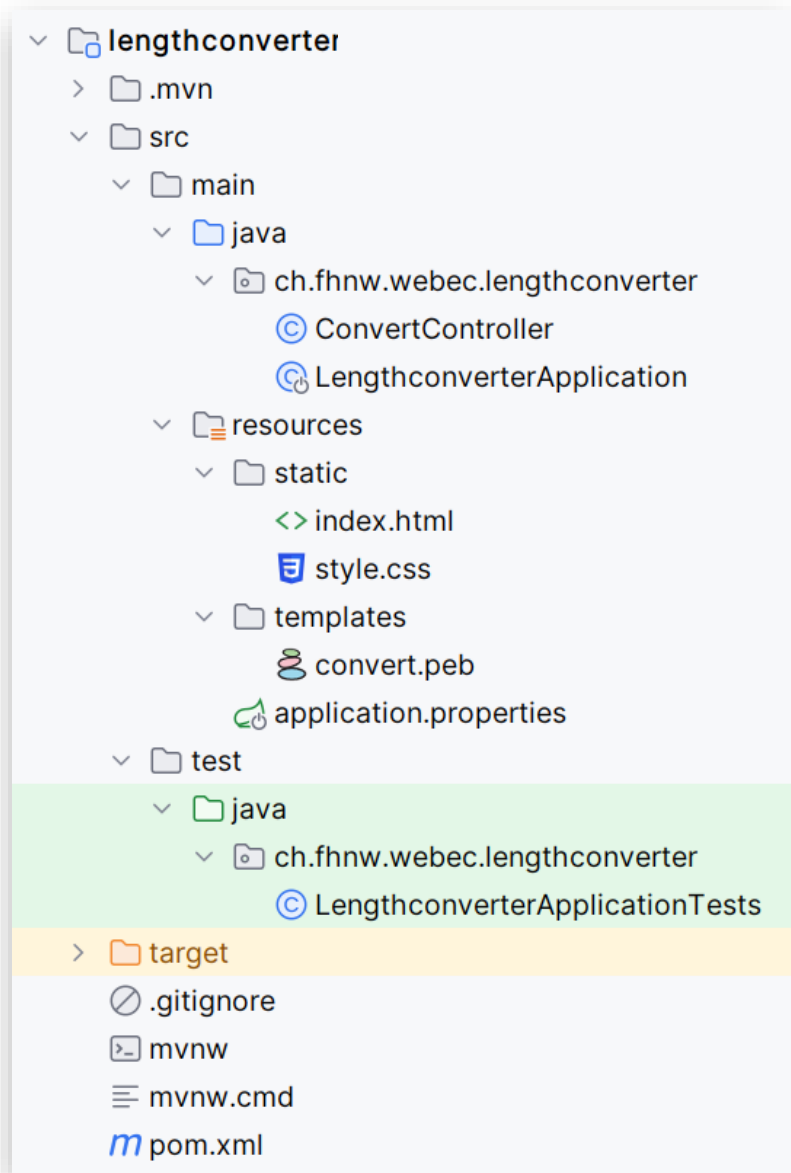 lengthconverter
.mvn
src
main
java
ch.fhnw.webec.lengthconverter
ConvertController
LengthconverterApplication
resources
static
index.html
style.css
templates
convert.peb
application.properties
test
java
ch.fhnw.webec.lengthconverter
LengthconverterApplicationTests
target
.gitignore
mvnw
mvnw.cmd
pom.xml